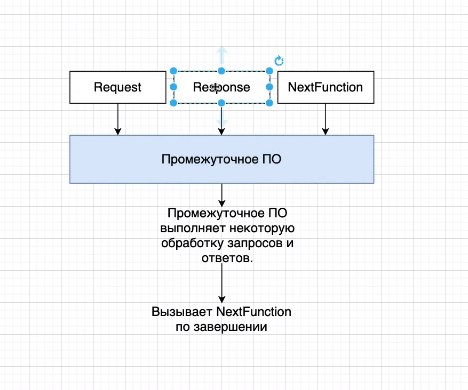 Request
Response
NextFunction
Промежуточное ПО
Промежуточное ПО
выполняет некоторую
обработку запросов и
ответов.
Вызывает NextFunction
по завершении